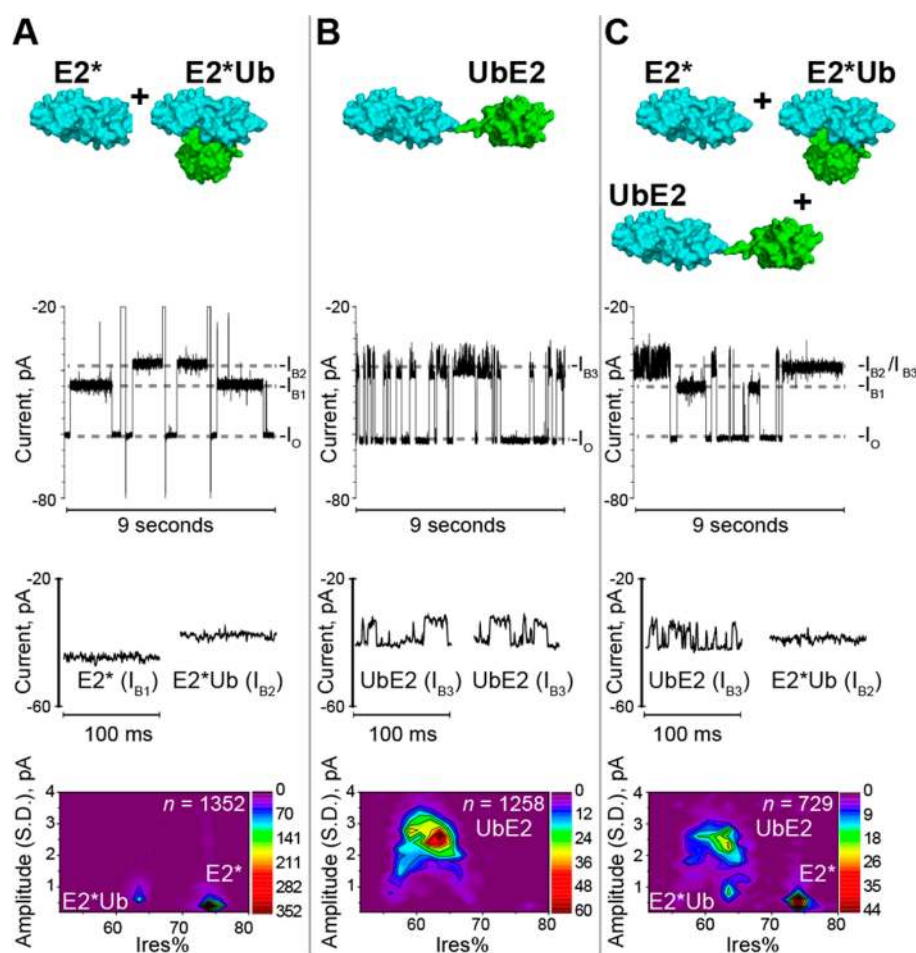 A
E2*
+
E2*Ub
-20
Current, pA
-80
-I_B2
-I_B1
-I_O
9 seconds
-20
Current, pA
-60
E2* (I_B1)
E2*Ub (I_B2)
100 ms
Amplitude (S.D.), pA
4
3
2
1
n = 1352
E2*
E2*Ub
60
70
80
Ires%
0
70
141
211
282
352
B
UbE2
-20
Current, pA
-80
-I_B3
-I_O
9 seconds
-20
Current, pA
-60
UbE2 (I_B3)
UbE2 (I_B3)
100 ms
Amplitude (S.D.), pA
4
3
2
1
n = 1258
UbE2
60
70
80
Ires%
0
12
24
36
48
60
C
E2*
+
E2*Ub
UbE2
+
-20
Current, pA
-80
-I_B2/I_B3
-I_B1
-I_O
9 seconds
-20
Current, pA
-60
UbE2 (I_B3)
E2*Ub (I_B2)
100 ms
Amplitude (S.D.), pA
4
3
2
1
n = 729
UbE2
E2*
E2*Ub
60
70
80
Ires%
0
9
18
26
35
44